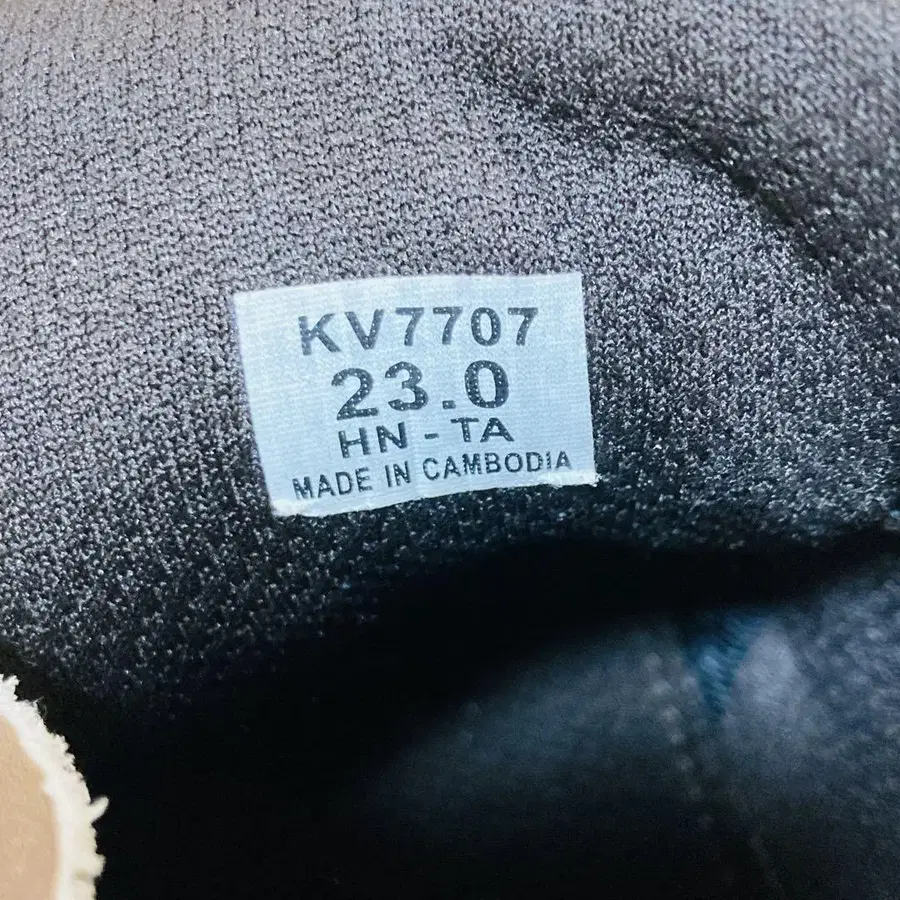 KV7707
23.0
HN - TA
MADE IN CAMBODIA